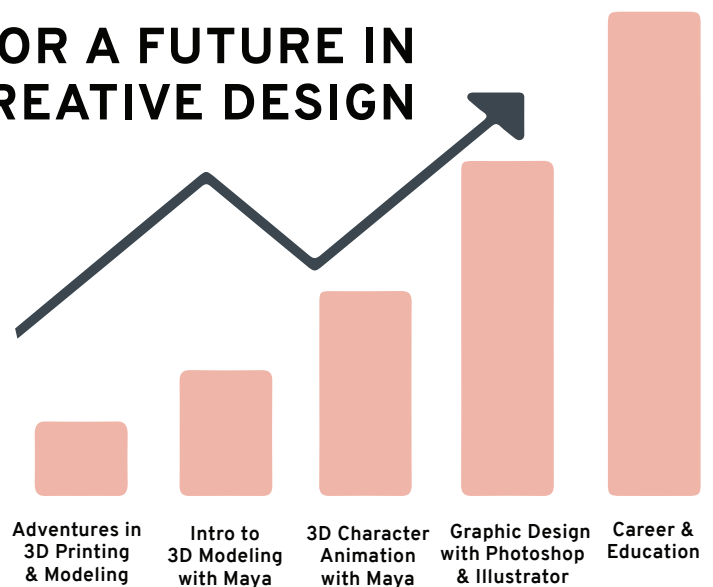 OR A FUTURE IN
REATIVE DESIGN
Adventures in
3D Printing
& Modeling
Intro to
3D Modeling
with Maya
3D Character
Animation
with Maya
Graphic Design
with Photoshop
& Illustrator
Career &
Education